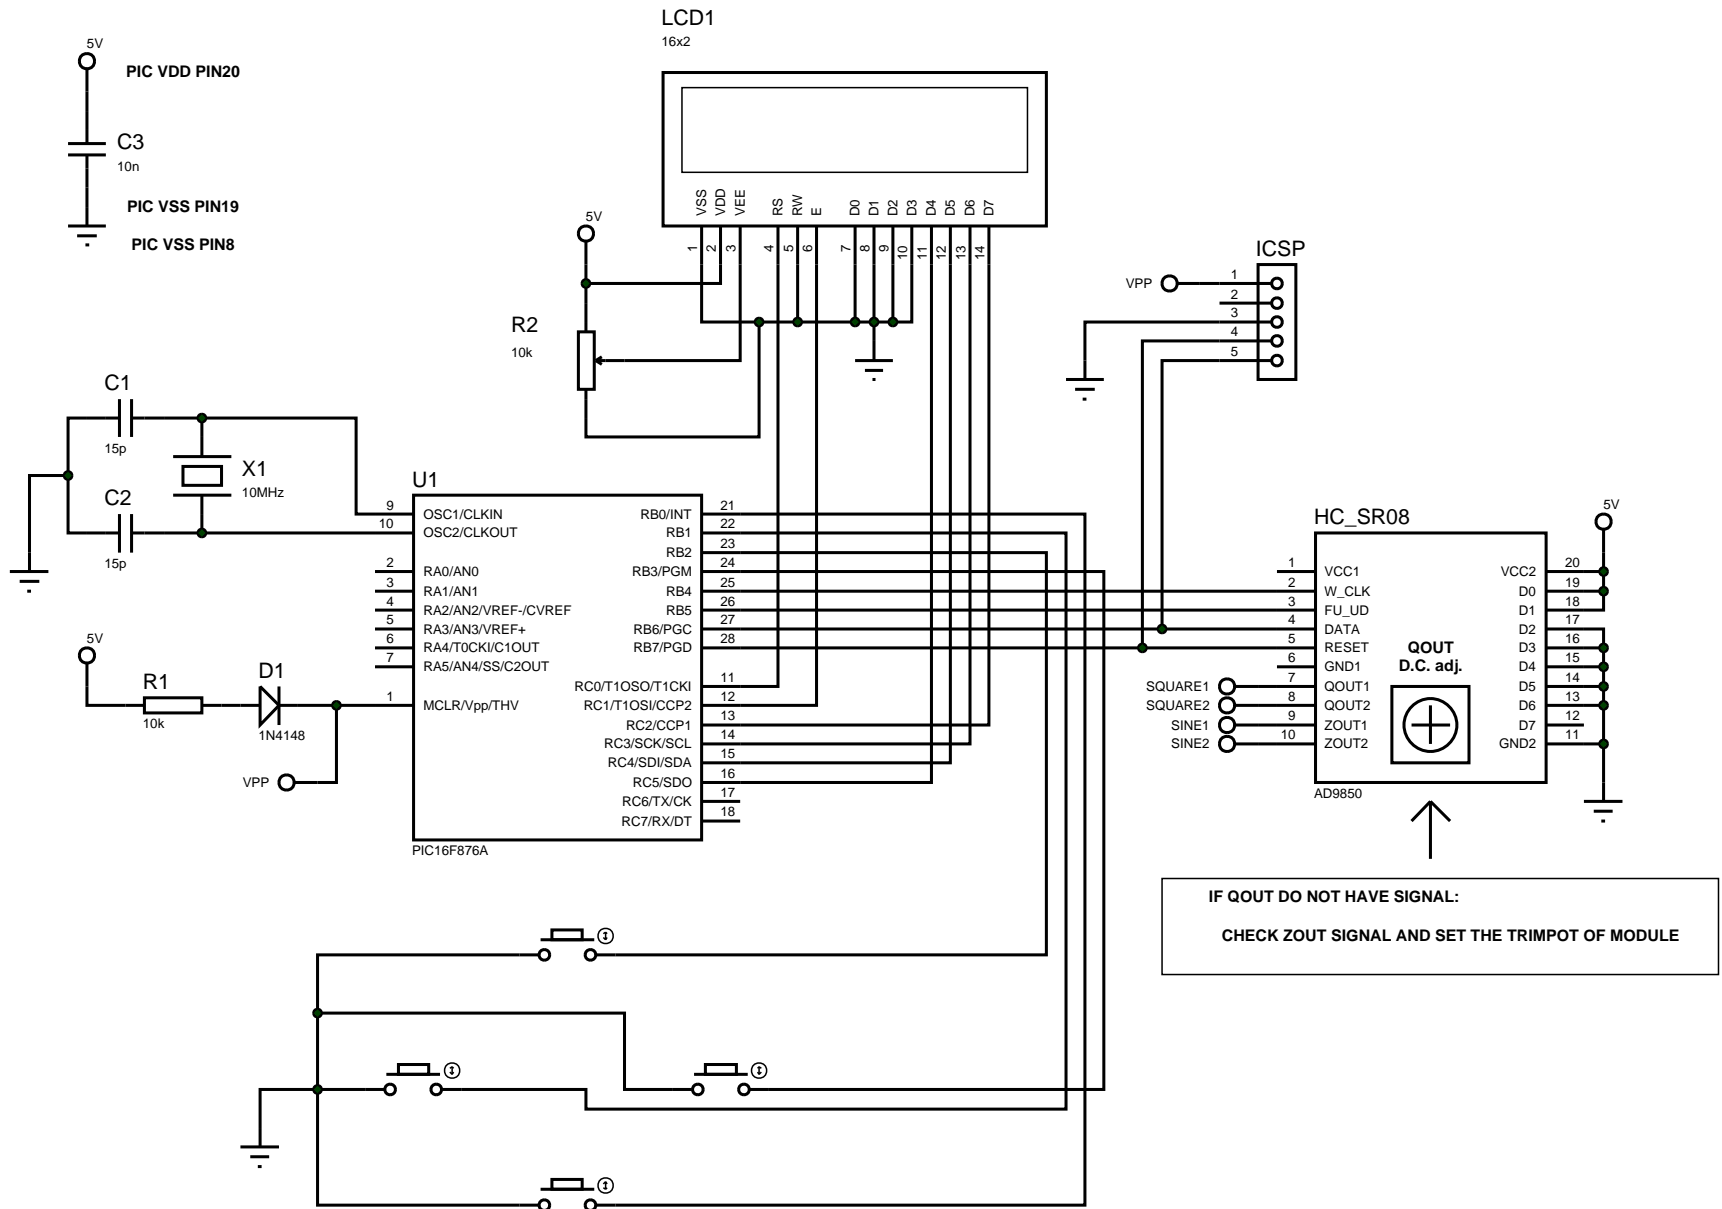 LCD1
16x2
5V
PIC VDD PIN20
C3
10n
PIC VSS PIN19
PIC VSS PIN8
VSS
VDD
VEE
RS
RW
E
D0
D1
D2
D3
D4
D5
D6
D7
1
2
3
4
5
6
7
8
9
10
11
12
13
14
5V
R2
10k
ICSP
VPP
1
2
3
4
5
C1
15p
X1
10MHz
C2
15p
U1
9 OSC1/CLKIN
10 OSC2/CLKOUT
2 RA0/AN0
3 RA1/AN1
4 RA2/AN2/VREF-/CVREF
5 RA3/AN3/VREF+
6 RA4/T0CKI/C1OUT
7 RA5/AN4/SS/C2OUT
1 MCLR/Vpp/THV
RB0/INT 21
RB1 22
RB2 23
RB3/PGM 24
RB4 25
RB5 26
RB6/PGC 27
RB7/PGD 28
RC0/T1OSO/T1CKI 11
RC1/T1OSI/CCP2 12
RC2/CCP1 13
RC3/SCK/SCL 14
RC4/SDI/SDA 15
RC5/SDO 16
RC6/TX/CK 17
RC7/RX/DT 18
PIC16F876A
5V
R1
10k
D1
1N4148
VPP
HC_SR08
5V
1 VCC1
2 W_CLK
3 FU_UD
4 DATA
5 RESET
6 GND1
SQUARE1 7 QOUT1
SQUARE2 8 QOUT2
SINE1 9 ZOUT1
SINE2 10 ZOUT2
QOUT
D.C. adj.
VCC2 20
D0 19
D1 18
D2 17
D3 16
D4 15
D5 14
D6 13
D7 12
GND2 11
AD9850
IF QOUT DO NOT HAVE SIGNAL:
CHECK ZOUT SIGNAL AND SET THE TRIMPOT OF MODULE